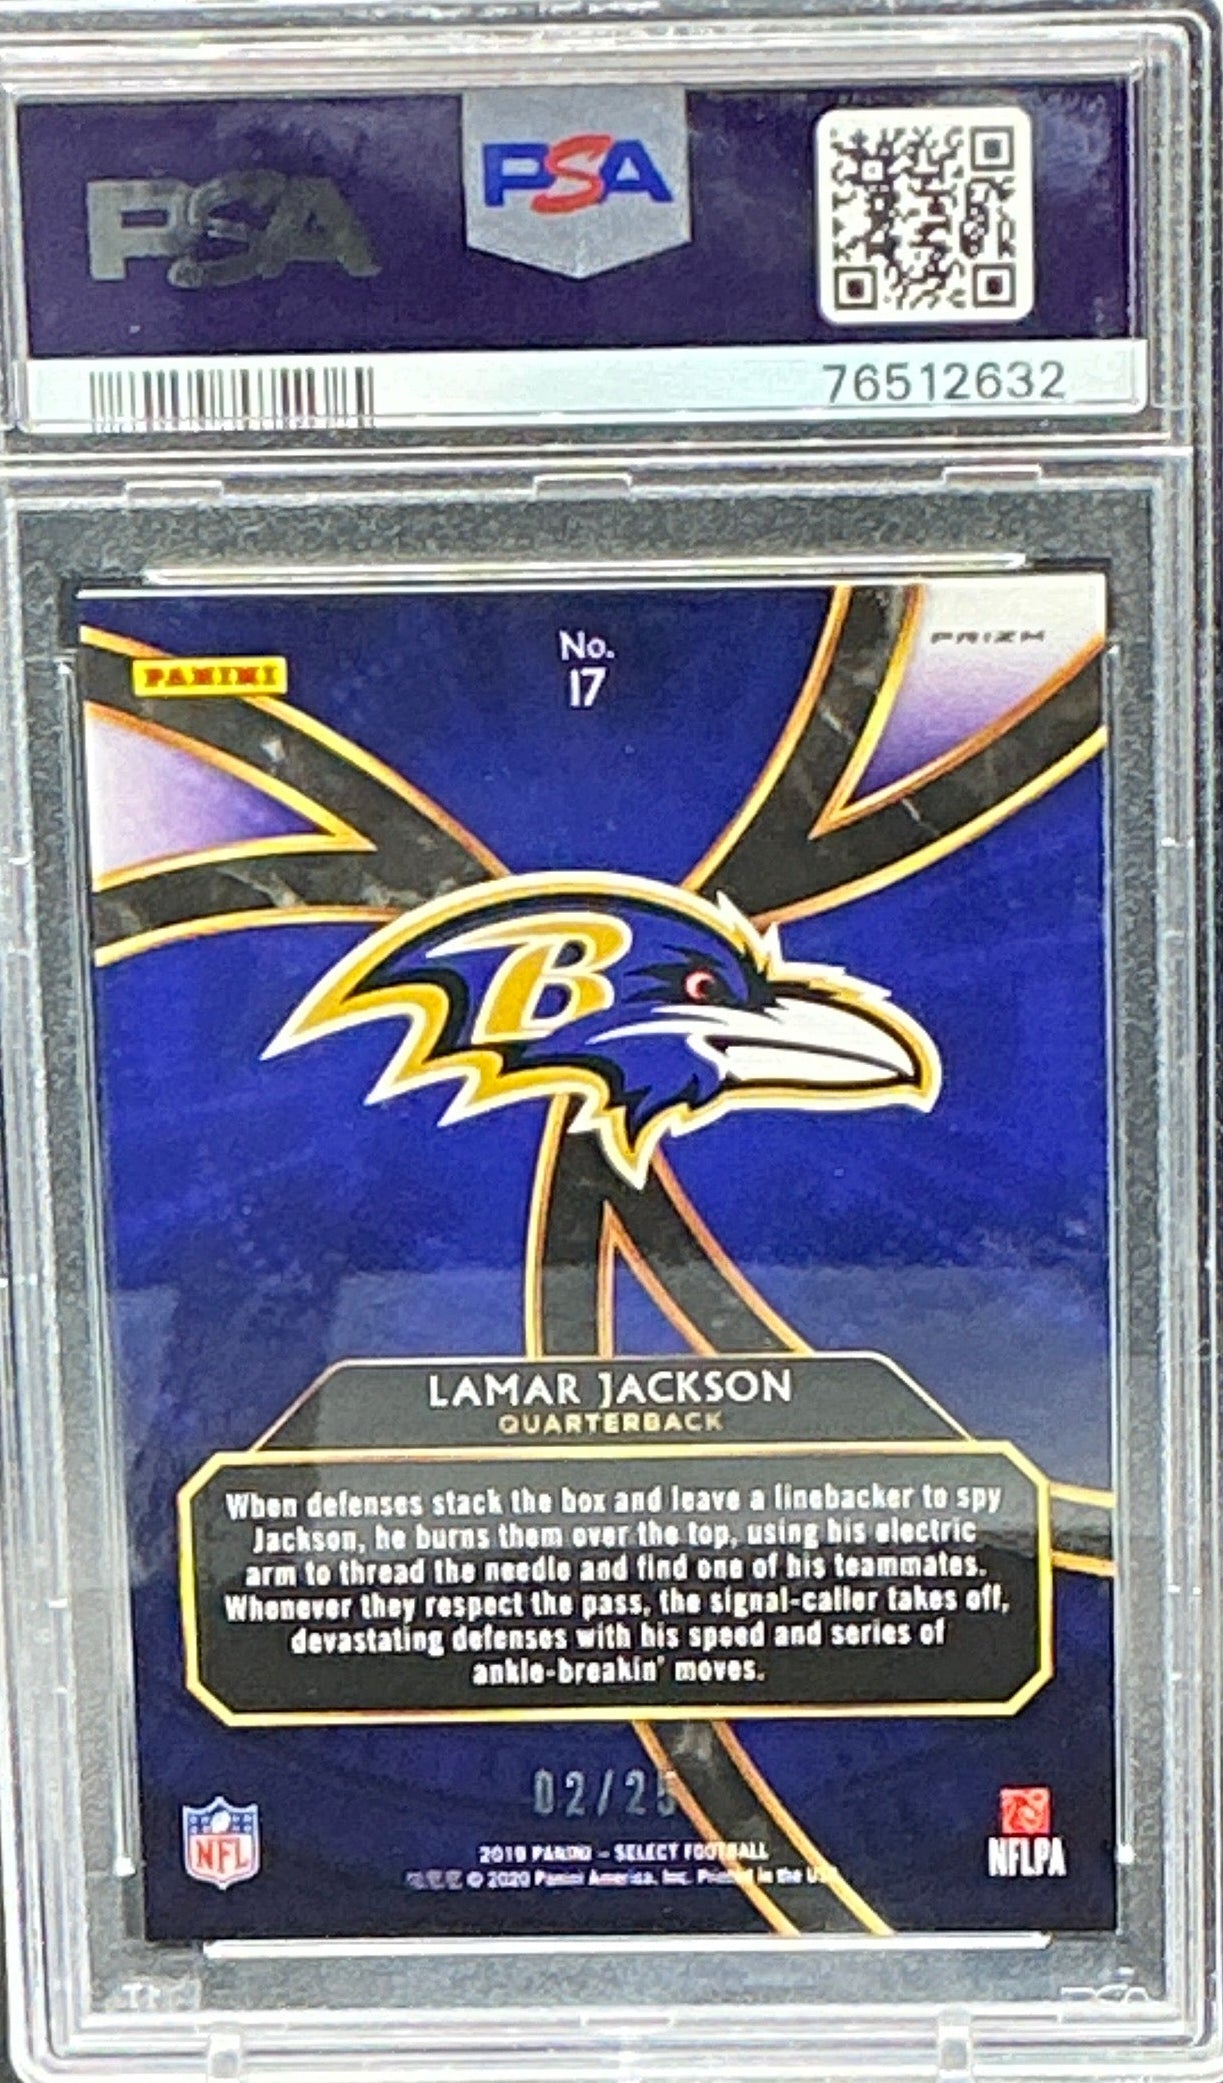 PSA
PSA
76512632
No.
17
PANINI
PRIZM
B
LAMAR JACKSON
QUARTERBACK
When defenses stack the box and leave a linebacker to spy
Jackson, he burns them over the top, using his electric
arm to thread the needle and find one of his teammates.
Whenever they respect the pass, the signal-caller takes off,
devastating defenses with his speed and series of
ankle-breakin' moves.
02/25
NFL
NFLPA
2019 PANINI – SELECT FOOTBALL
© 2020 Panini America, Inc. Printed in the
PSA